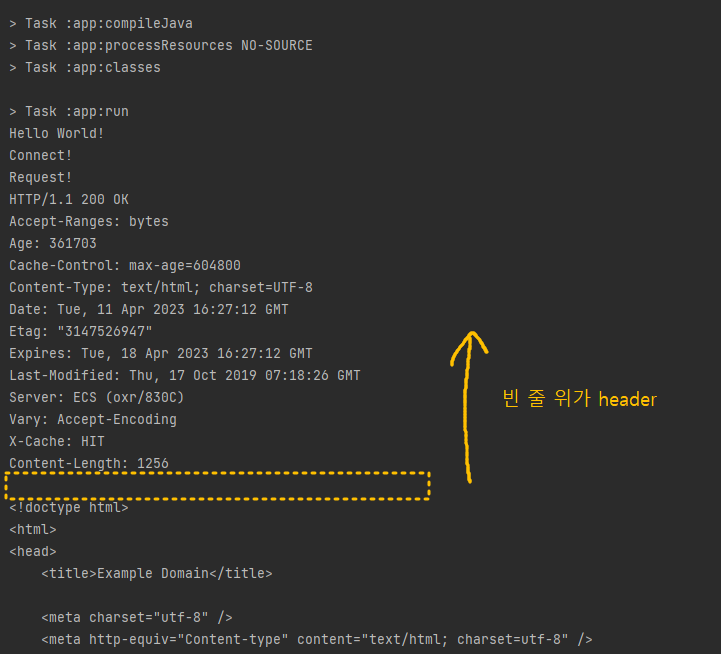 > Task :app:compileJava
> Task :app:processResources NO-SOURCE
> Task :app:classes
> Task :app:run
Hello World!
Connect!
Request!
HTTP/1.1 200 OK
Accept-Ranges: bytes
Age: 361703
Cache-Control: max-age=604800
Content-Type: text/html; charset=UTF-8
Date: Tue, 11 Apr 2023 16:27:12 GMT
Etag: "3147526947"
Expires: Tue, 18 Apr 2023 16:27:12 GMT
Last-Modified: Thu, 17 Oct 2019 07:18:26 GMT
Server: ECS (oxr/830C)
빈 줄 위가 header
Vary: Accept-Encoding
X-Cache: HIT
Content-Length: 1256
<!doctype html>
<html>
<head>
    <title>Example Domain</title>
    <meta charset="utf-8" />
    <meta http-equiv="Content-type" content="text/html; charset=utf-8" />